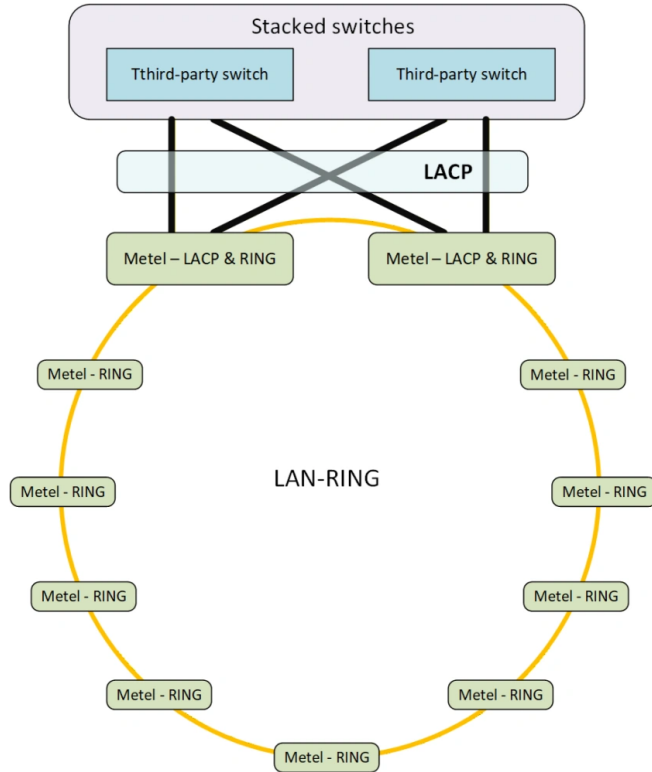 Stacked switches
Tthird-party switch
Third-party switch
LACP
Metel – LACP & RING
Metel – LACP & RING
Metel - RING
Metel - RING
LAN-RING
Metel - RING
Metel - RING
Metel - RING
Metel - RING
Metel - RING
Metel - RING
Metel - RING